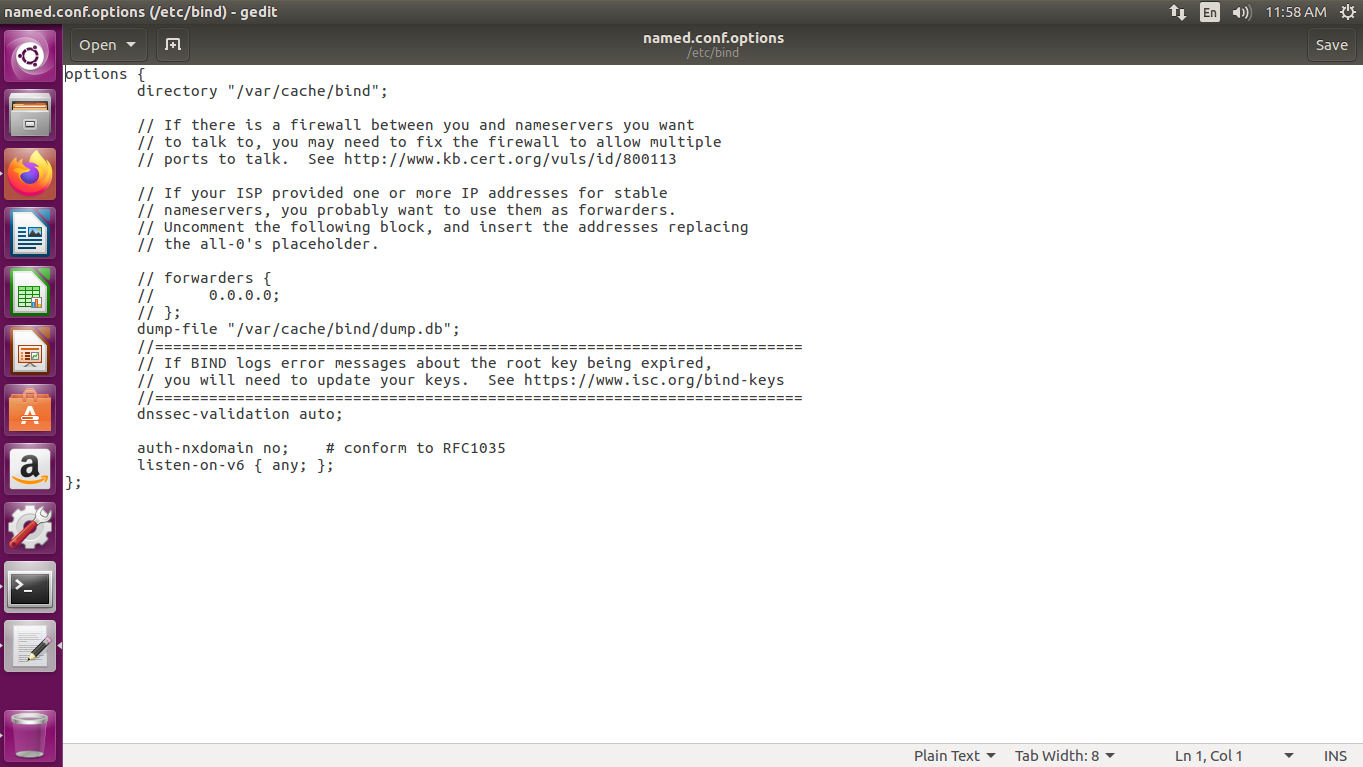 named.conf.options (/etc/bind) - gedit
En
11:58 AM
Open
named.conf.options
/etc/bind
Save
options {
        directory "/var/cache/bind";

        // If there is a firewall between you and nameservers you want
        // to talk to, you may need to fix the firewall to allow multiple
        // ports to talk.  See http://www.kb.cert.org/vuls/id/800113

        // If your ISP provided one or more IP addresses for stable
        // nameservers, you probably want to use them as forwarders.
        // Uncomment the following block, and insert the addresses replacing
        // the all-0's placeholder.

        // forwarders {
        //      0.0.0.0;
        // };
        dump-file "/var/cache/bind/dump.db";
        //========================================================================
        // If BIND logs error messages about the root key being expired,
        // you will need to update your keys.  See https://www.isc.org/bind-keys
        //========================================================================
        dnssec-validation auto;

        auth-nxdomain no;    # conform to RFC1035
        listen-on-v6 { any; };
};
Plain Text
Tab Width: 8
Ln 1, Col 1
INS